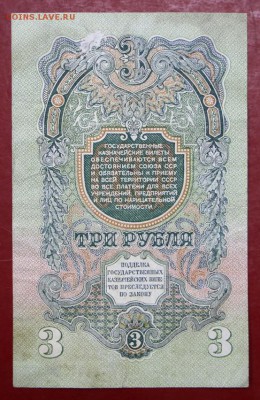 COINS.LAVE.RU
3
ГОСУДАРСТВЕННЫЕ
КАЗНАЧЕЙСКИЕ БИЛЕТЫ
ОБЕСПЕЧИВАЮТСЯ ВСЕМ
ДОСТОЯНИЕМ СОЮЗА ССР
И ОБЯЗАТЕЛЬНЫ К ПРИЕМУ
НА ВСЕЙ ТЕРРИТОРИИ СССР
ВО ВСЕ ПЛАТЕЖИ ДЛЯ ВСЕХ
УЧРЕЖДЕНИЙ, ПРЕДПРИЯТИЙ
И ЛИЦ ПО НАРИЦАТЕЛЬНОЙ
СТОИМОСТИ.
ТРИ РУБЛЯ
ПОДДЕЛКА
ГОСУДАРСТВЕННЫХ
КАЗНАЧЕЙСКИХ БИЛЕ-
ТОВ ПРЕСЛЕДУЕТСЯ
ПО ЗАКОНУ
3 3 3